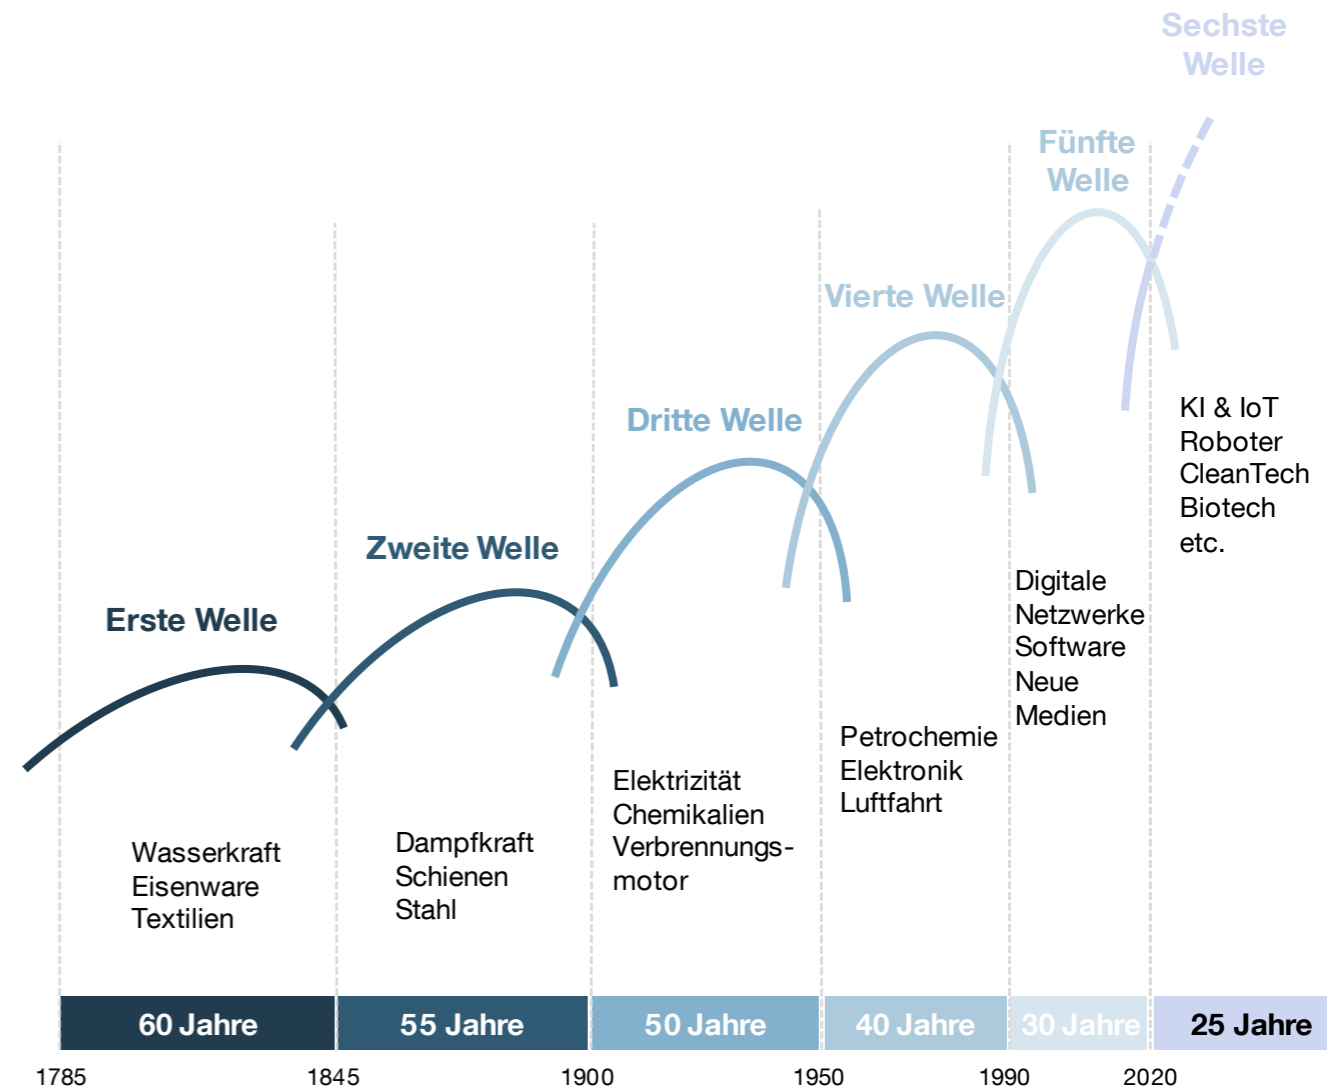 Sechste
Welle
Fünfte
Welle
Vierte Welle
Dritte Welle
Zweite Welle
Erste Welle
KI & IoT
Roboter
CleanTech
Biotech
etc.
Digitale
Netzwerke
Software
Neue
Medien
Petrochemie
Elektronik
Luftfahrt
Elektrizität
Chemikalien
Verbrennungs-
motor
Dampfkraft
Schienen
Stahl
Wasserkraft
Eisenware
Textilien
60 Jahre
55 Jahre
50 Jahre
40 Jahre
30 Jahre
25 Jahre
1785
1845
1900
1950
1990
2020